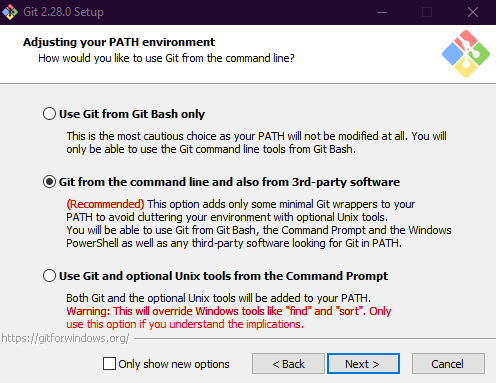 Git 2.28.0 Setup
Adjusting your PATH environment
How would you like to use Git from the command line?
Use Git from Git Bash only
This is the most cautious choice as your PATH will not be modified at all. You will
only be able to use the Git command line tools from Git Bash.
Git from the command line and also from 3rd-party software
(Recommended) This option adds only some minimal Git wrappers to your
PATH to avoid cluttering your environment with optional Unix tools.
You will be able to use Git from Git Bash, the Command Prompt and the Windows
PowerShell as well as any third-party software looking for Git in PATH.
Use Git and optional Unix tools from the Command Prompt
Both Git and the optional Unix tools will be added to your PATH.
Warning: This will override Windows tools like "find" and "sort". Only
use this option if you understand the implications.
https://gitforwindows.org/
Only show new options
< Back
Next >
Cancel